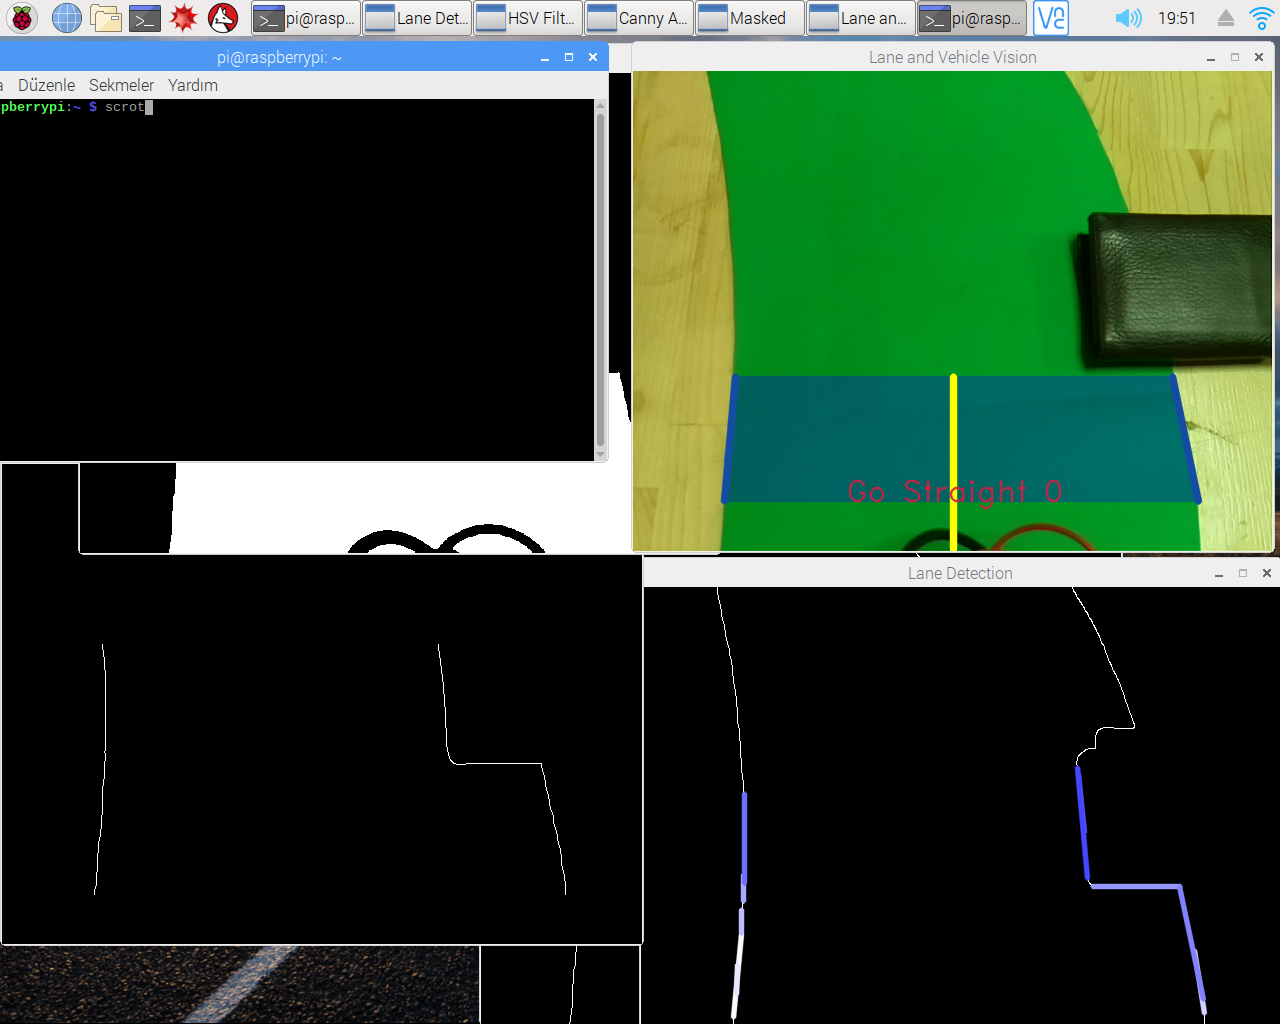 pi@rasp...
Lane Det...
HSV Filt...
Canny A...
Masked
Lane an...
pi@rasp...
19:51
pi@raspberrypi: ~
a Düzenle Sekmeler Yardım
pberrypi:~ $ scrot
Lane and Vehicle Vision
Go Straight 0
Lane Detection